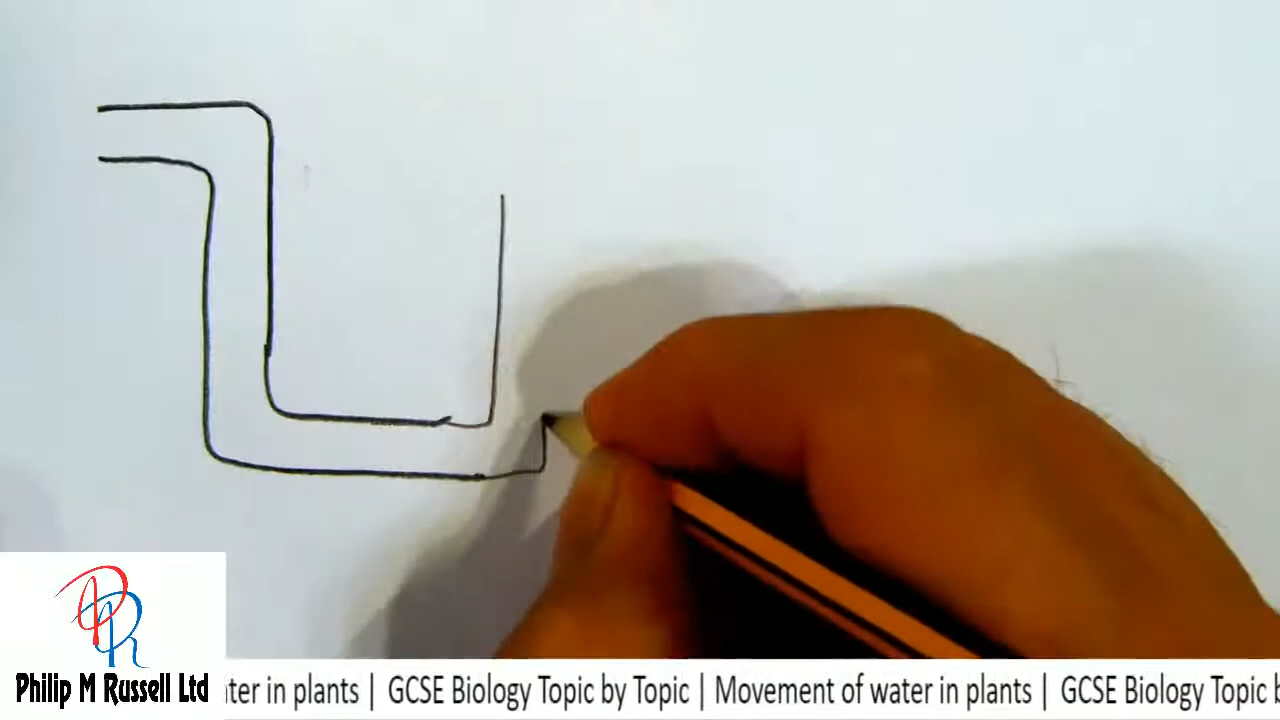 Philip M Russell Ltd
ter in plants | GCSE Biology Topic by Topic | Movement of water in plants | GCSE Biology Topic